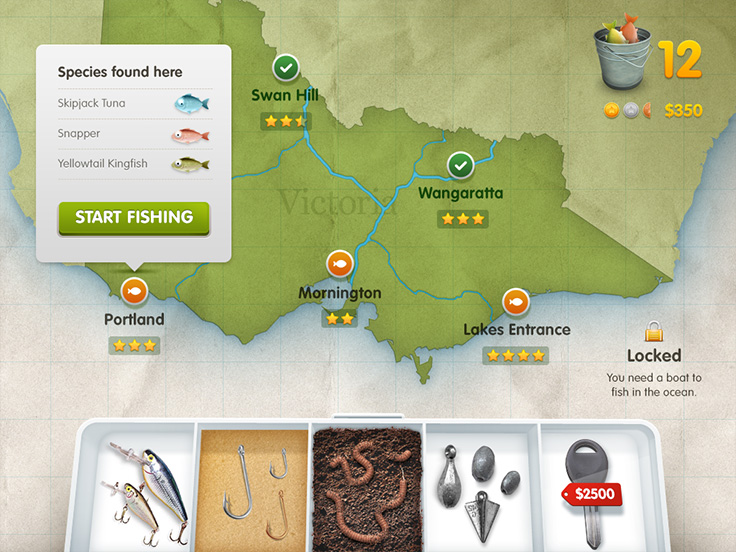 Species found here
Skipjack Tuna
Snapper
Yellowtail Kingfish
START FISHING
12
$350
Swan Hill
Wangaratta
Victoria
Mornington
Portland
Lakes Entrance
Locked
You need a boat to
fish in the ocean.
$2500